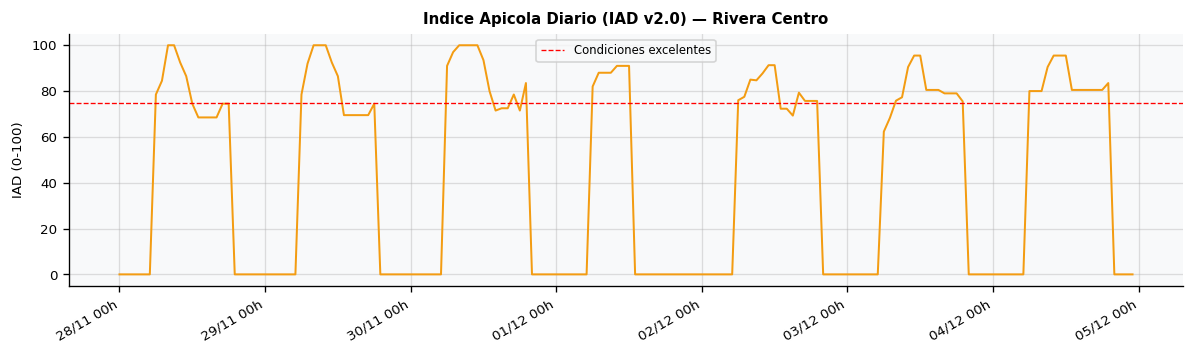 Indice Apicola Diario (IAD v2.0) — Rivera Centro
Condiciones excelentes
IAD (0-100)
100
80
60
40
20
0
28/11 00h
29/11 00h
30/11 00h
01/12 00h
02/12 00h
03/12 00h
04/12 00h
05/12 00h